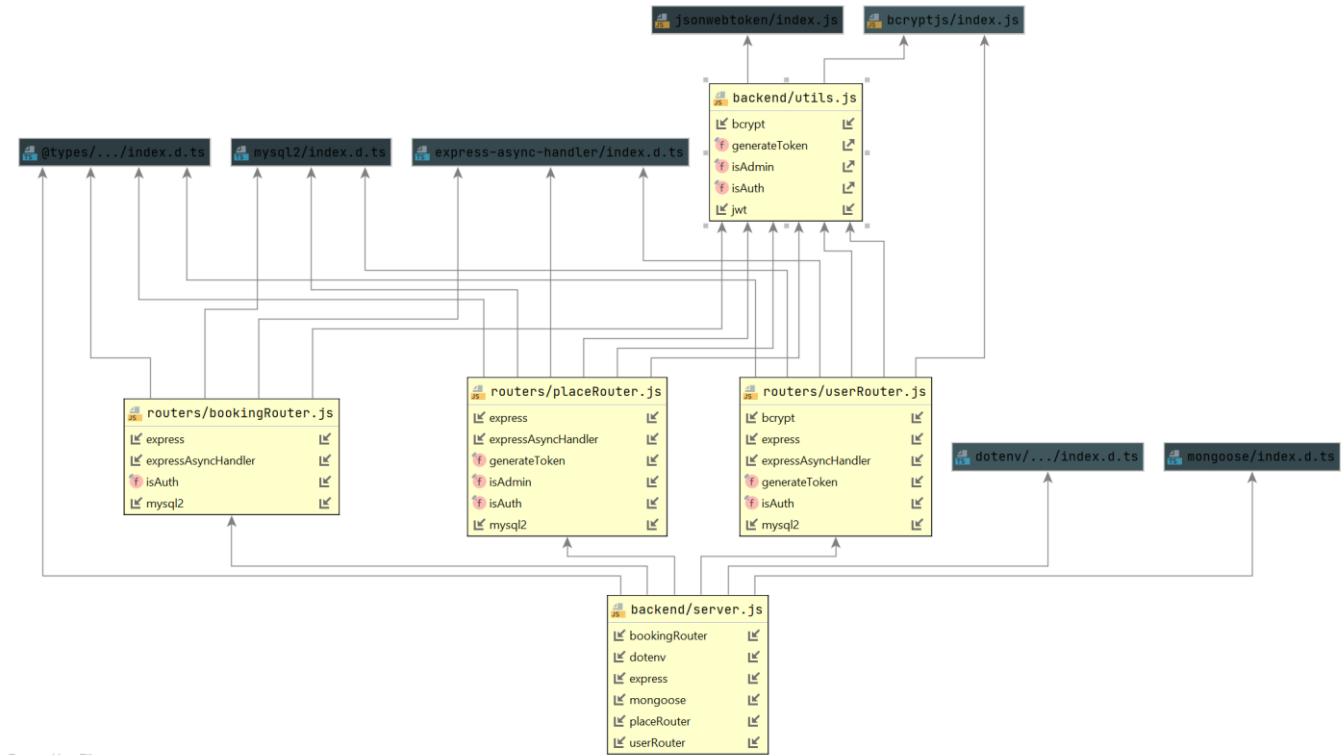 jsonwebtoken/index.js
bcryptjs/index.js
backend/utils.js
bcrypt
generateToken
isAdmin
isAuth
jwt
@types/.../index.d.ts
mysql2/index.d.ts
express-async-handler/index.d.ts
routers/bookingRouter.js
express
expressAsyncHandler
isAuth
mysql2
routers/placeRouter.js
express
expressAsyncHandler
generateToken
isAdmin
isAuth
mysql2
routers/userRouter.js
bcrypt
express
expressAsyncHandler
generateToken
isAuth
mysql2
dotenv/.../index.d.ts
mongoose/index.d.ts
backend/server.js
bookingRouter
dotenv
express
mongoose
placeRouter
userRouter